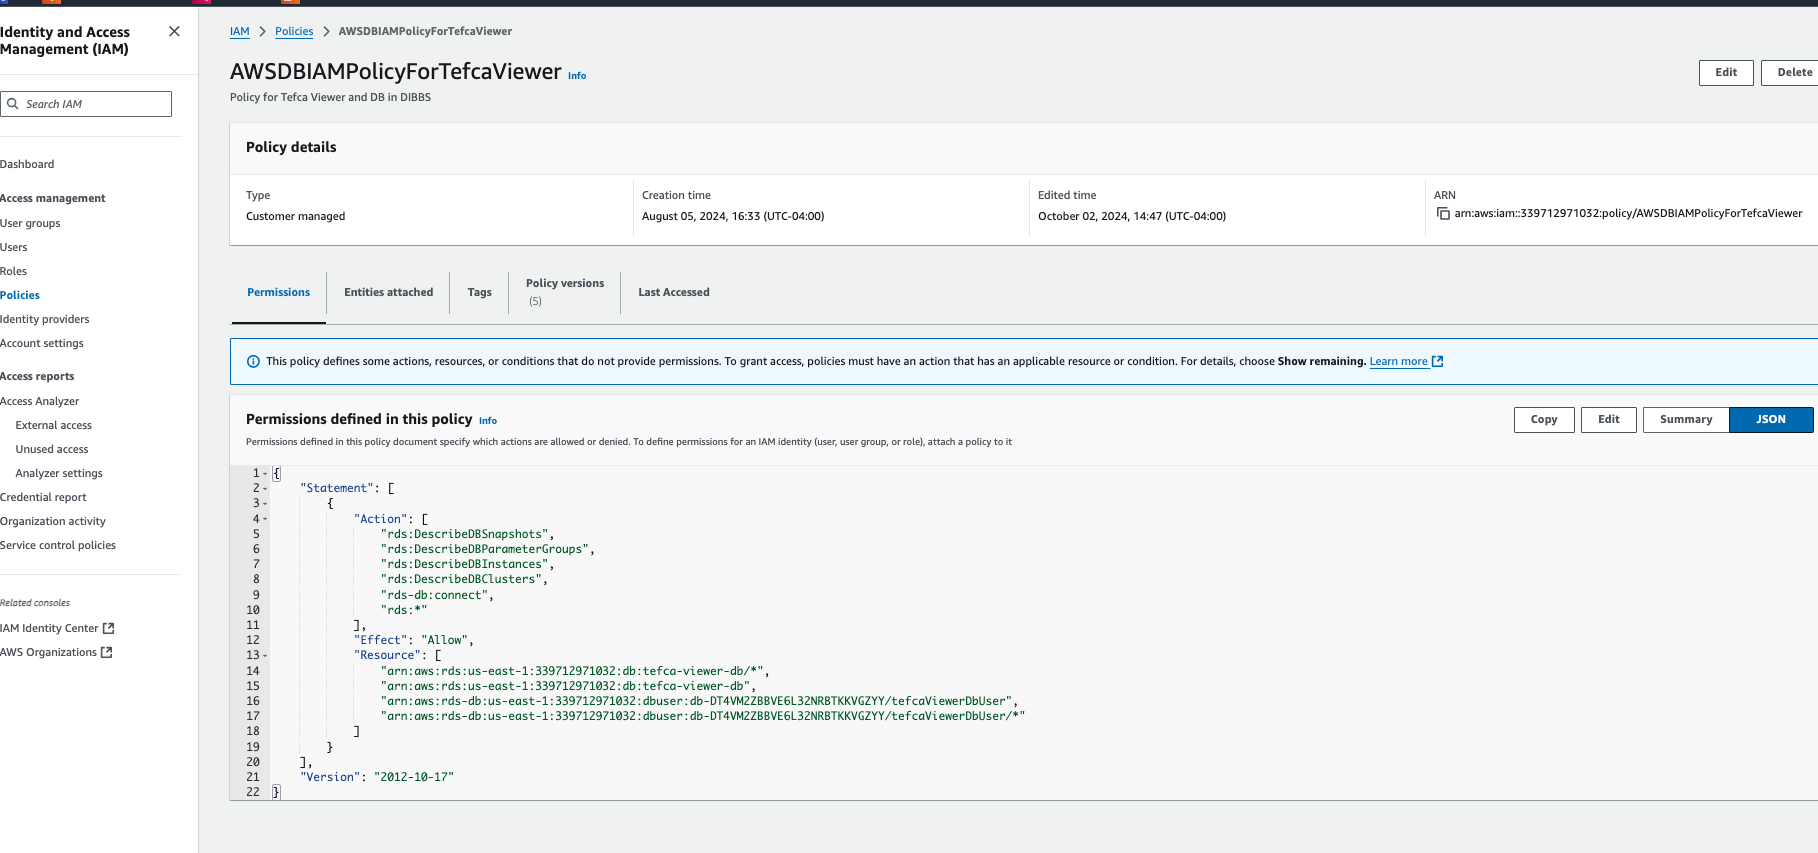 Identity and Access
Management (IAM)
Search IAM
Dashboard
Access management
User groups
Users
Roles
Policies
Identity providers
Account settings
Access reports
Access Analyzer
External access
Unused access
Analyzer settings
Credential report
Organization activity
Service control policies
Related consoles
IAM Identity Center
AWS Organizations
IAM > Policies > AWSDBIAMPolicyForTefcaViewer
AWSDBIAMPolicyForTefcaViewer Info
Edit Delete
Policy for Tefca Viewer and DB in DIBBS
Policy details
Type
Customer managed
Creation time
August 05, 2024, 16:33 (UTC-04:00)
Edited time
October 02, 2024, 14:47 (UTC-04:00)
ARN
arn:aws:iam::339712971032:policy/AWSDBIAMPolicyForTefcaViewer
Permissions
Entities attached
Tags
Policy versions
(5)
Last Accessed
This policy defines some actions, resources, or conditions that do not provide permissions. To grant access, policies must have an action that has an applicable resource or condition. For details, choose Show remaining. Learn more
Permissions defined in this policy Info
Copy Edit Summary JSON
Permissions defined in this policy document specify which actions are allowed or denied. To define permissions for an IAM identity (user, user group, or role), attach a policy to it
1 {
2 "Statement": [
3 {
4 "Action": [
5 "rds:DescribeDBSnapshots",
6 "rds:DescribeDBParameterGroups",
7 "rds:DescribeDBInstances",
8 "rds:DescribeDBClusters",
9 "rds-db:connect",
10 "rds:*"
11 ],
12 "Effect": "Allow",
13 "Resource": [
14 "arn:aws:rds:us-east-1:339712971032:db:tefca-viewer-db/*",
15 "arn:aws:rds:us-east-1:339712971032:db:tefca-viewer-db",
16 "arn:aws:rds-db:us-east-1:339712971032:dbuser:db-DT4VM2ZBBVE6L32NRBTKKVGZYY/tefcaViewerDbUser",
17 "arn:aws:rds-db:us-east-1:339712971032:dbuser:db-DT4VM2ZBBVE6L32NRBTKKVGZYY/tefcaViewerDbUser/*"
18 ]
19 }
20 ],
21 "Version": "2012-10-17"
22 }